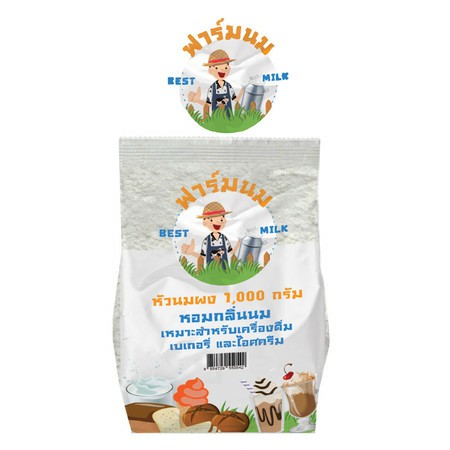 ฟาร์มนม
BEST MILK
ฟาร์มนม
BEST MILK
หัวนมผง 1,000 กรัม
หอมกลิ่นนม
เหมาะสำหรับเครื่องดื่ม
เบเกอรี่ และไอศครีม